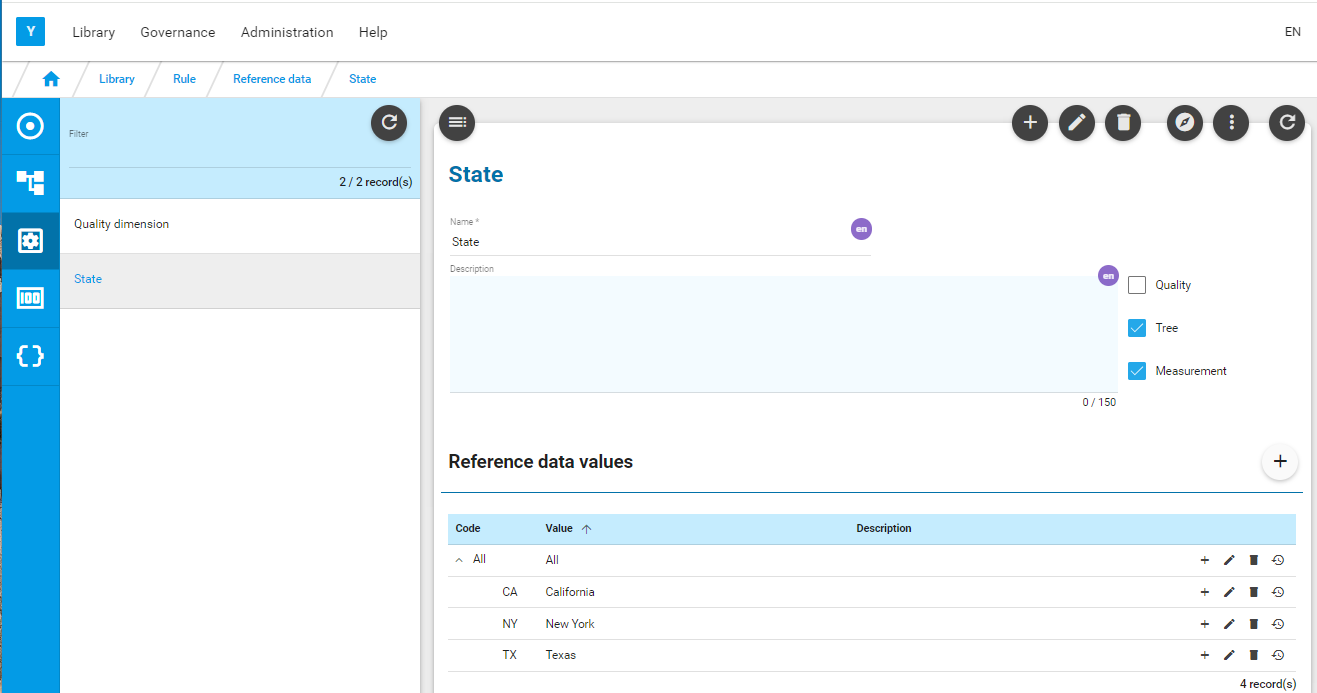 Y Library Governance Administration Help EN
Library Rule Reference data State
Filter
2 / 2 record(s)
Quality dimension
State
State
Name *
State
en
Description
en
Quality
Tree
Measurement
0 / 150
Reference data values
Code Value Description
All All
CA California
NY New York
TX Texas
4 record(s)